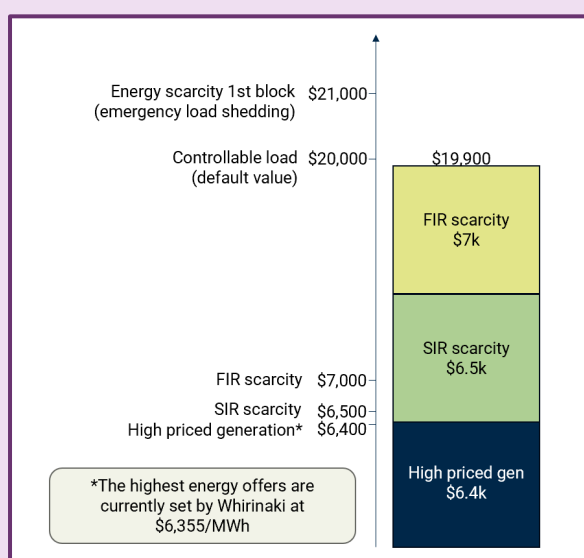 Energy scarcity 1st block
(emergency load shedding)
$21,000
Controllable load
(default value)
$20,000
$19,900
FIR scarcity
$7k
SIR scarcity
$6.5k
FIR scarcity $7,000
SIR scarcity $6,500
High priced generation* $6,400
High priced gen
$6.4k
*The highest energy offers are
currently set by Whirinaki at
$6,355/MWh